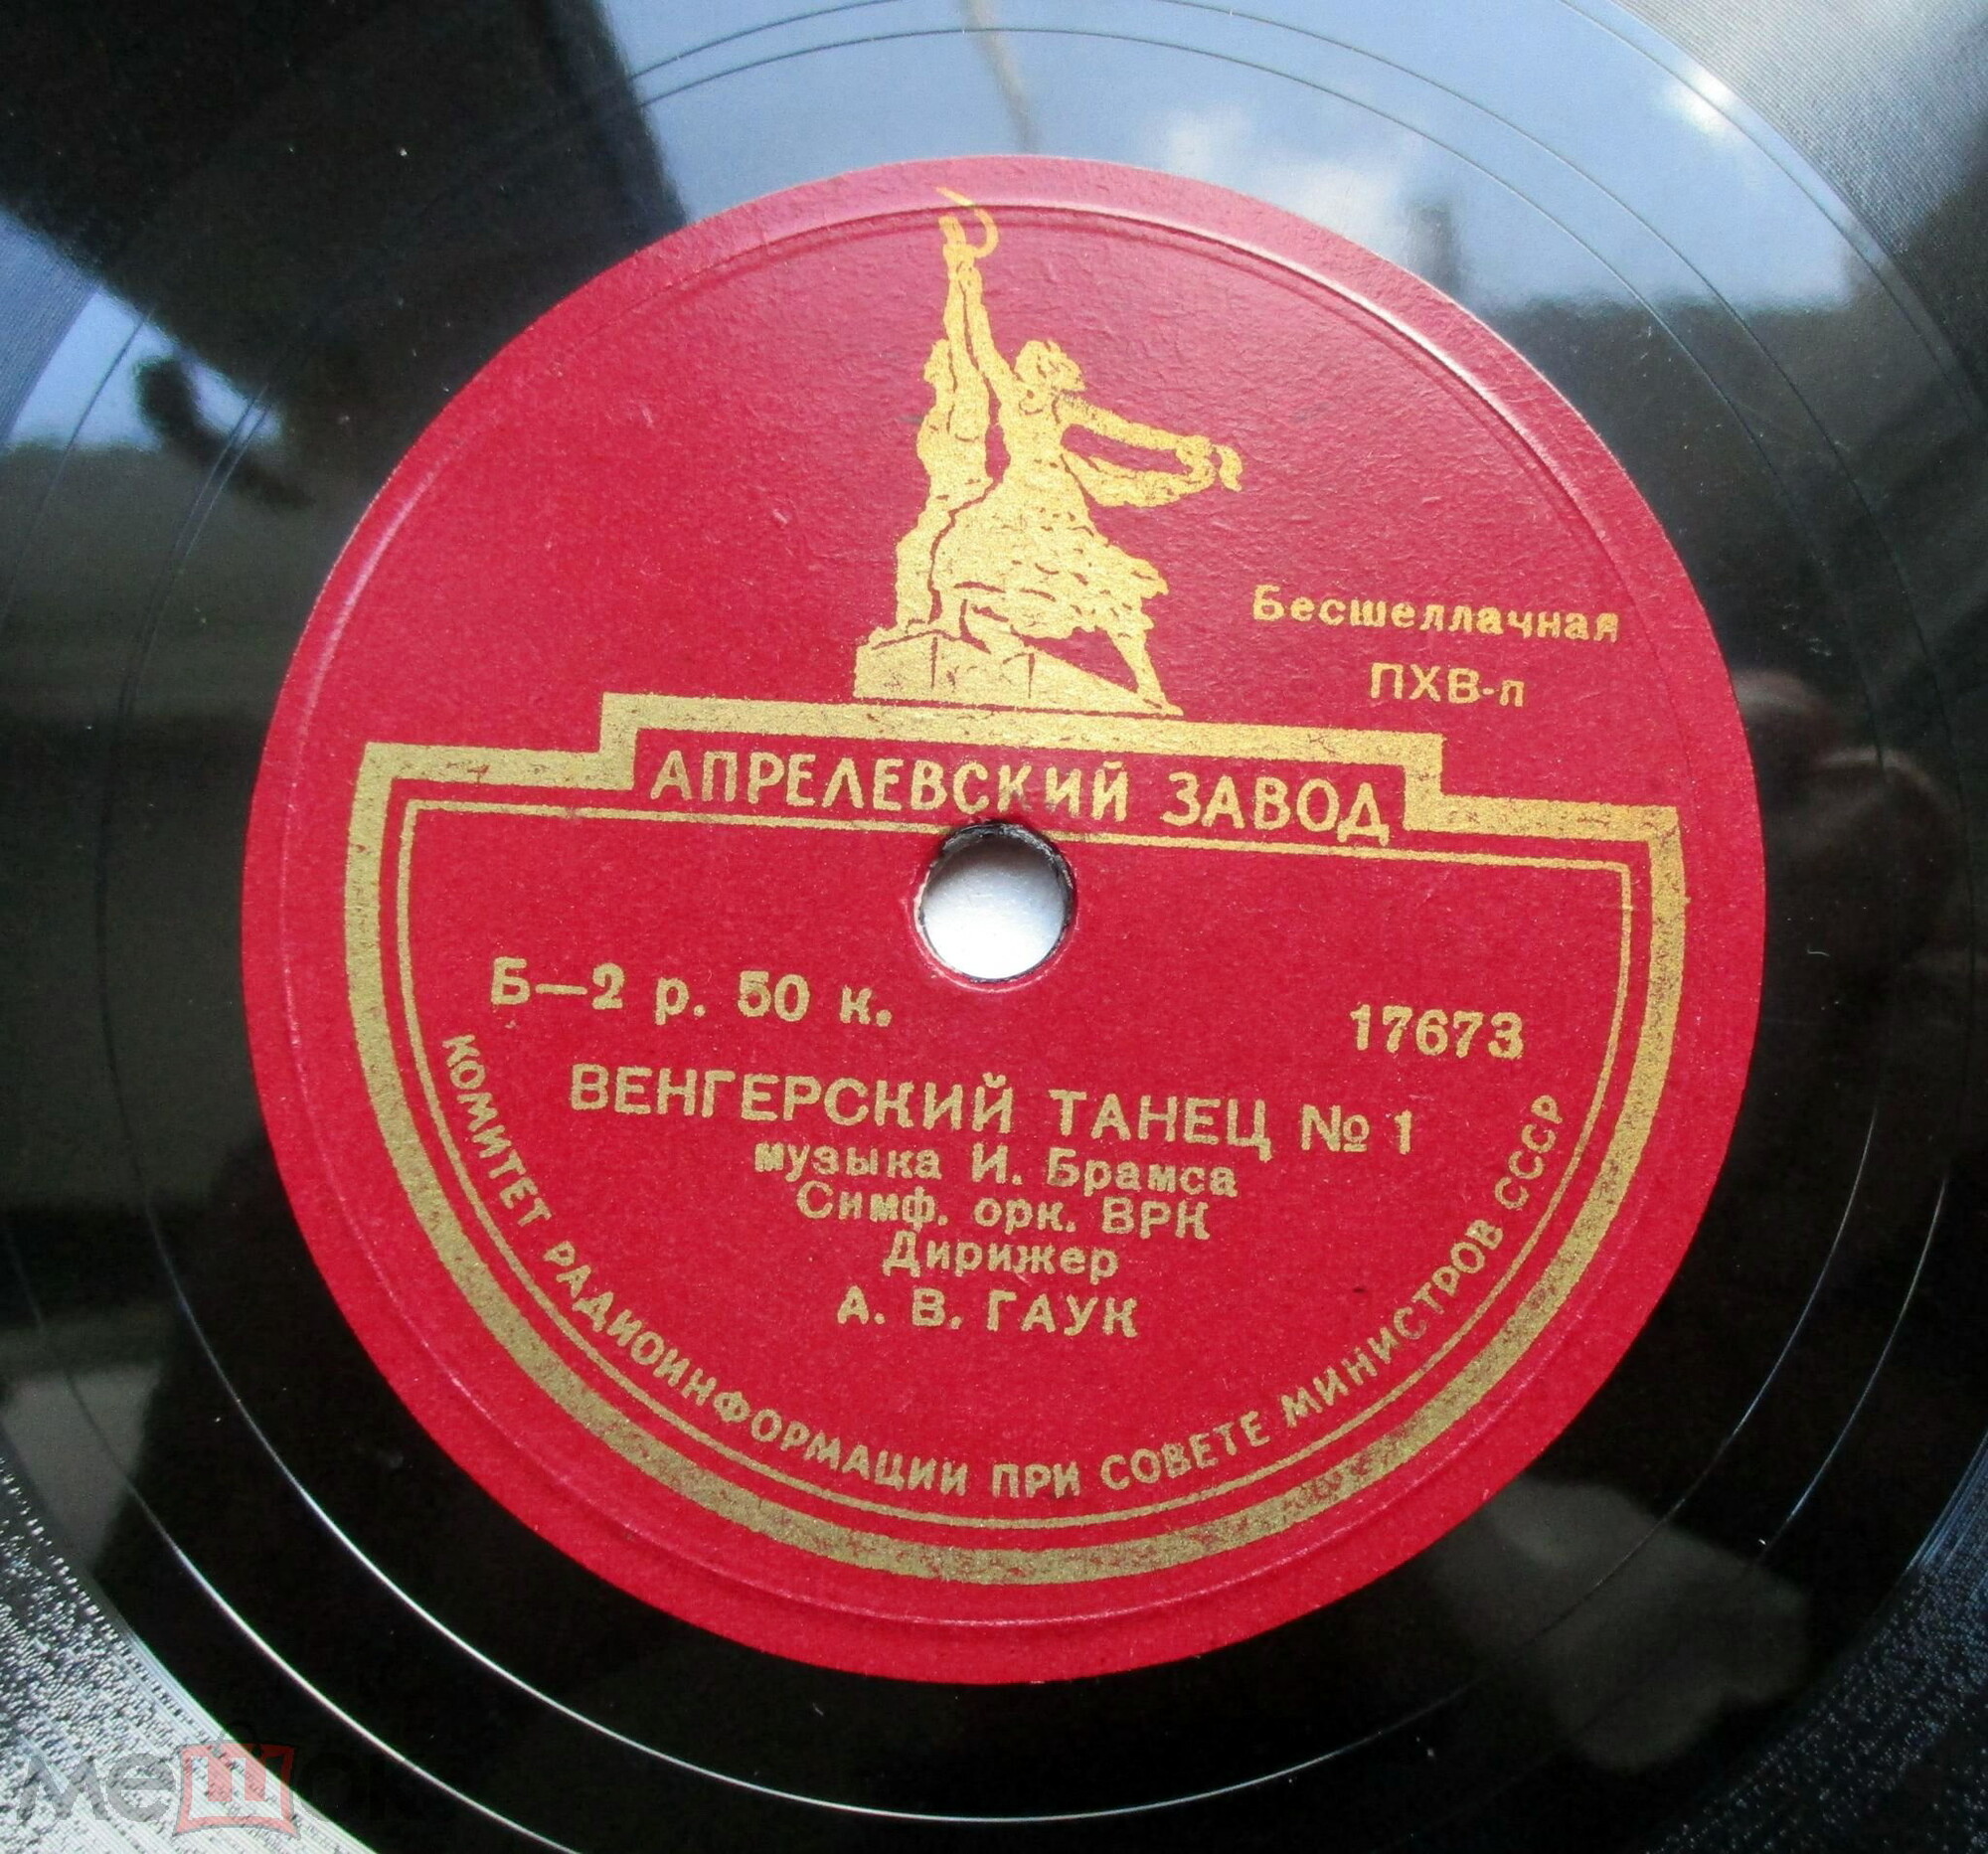 Бесшеллачная
ПХВ-л
АПРЕЛЕВСКИЙ ЗАВОД
Б—2 р. 50 к.
17673
ВЕНГЕРСКИЙ ТАНЕЦ № 1
музыка И. Брамса
Симф. орк. ВРК
Дирижер
А. В. ГАУК
КОМИТЕТ РАДИОИНФОРМАЦИИ ПРИ СОВЕТЕ МИНИСТРОВ СССР
мешок